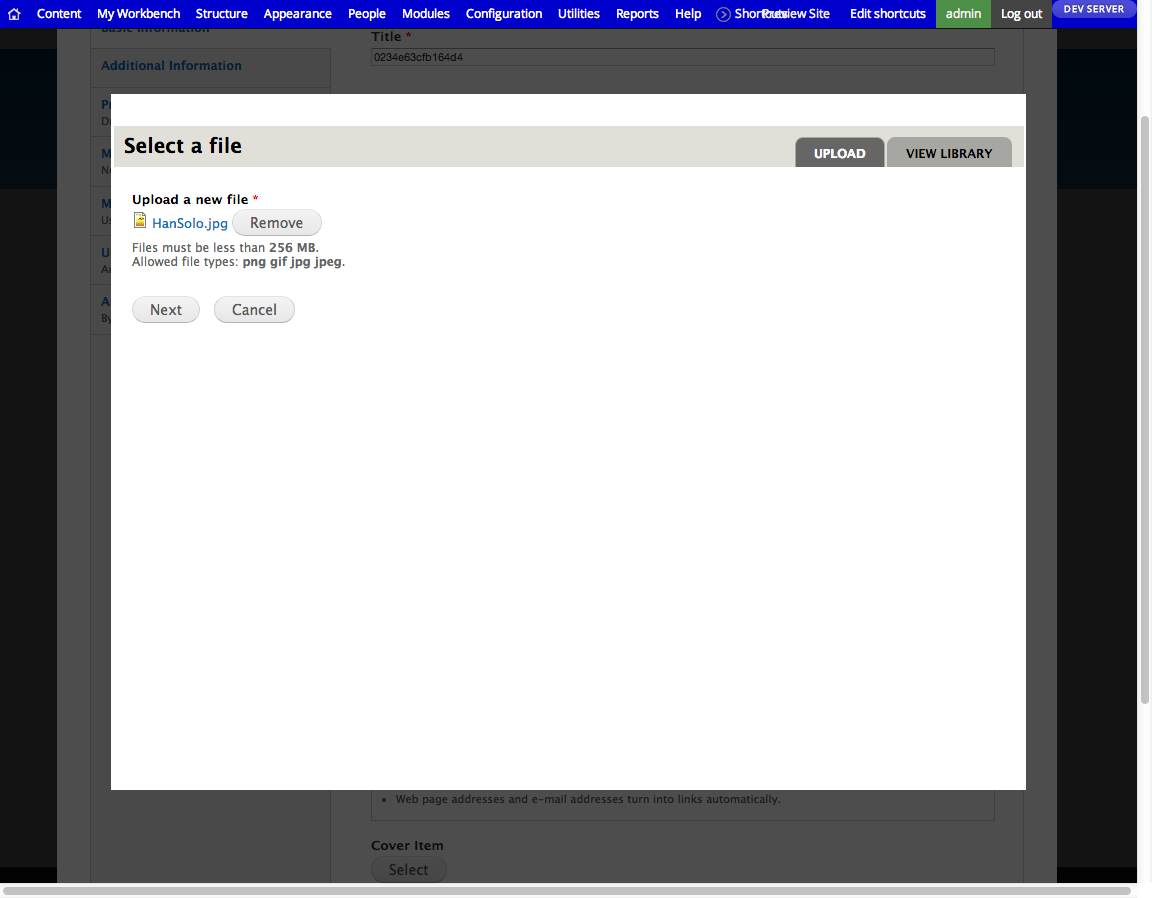 Content My Workbench Structure Appearance People Modules Configuration Utilities Reports Help Shortcuts Preview Site Edit shortcuts admin Log out DEV SERVER
Basic Information
Title *
Additional Information
0234e63cfb164d4
Select a file
UPLOAD VIEW LIBRARY
Upload a new file *
HanSolo.jpg Remove
Files must be less than 256 MB.
Allowed file types: png gif jpg jpeg.
Next Cancel
Web page addresses and e-mail addresses turn into links automatically.
Cover Item
Select